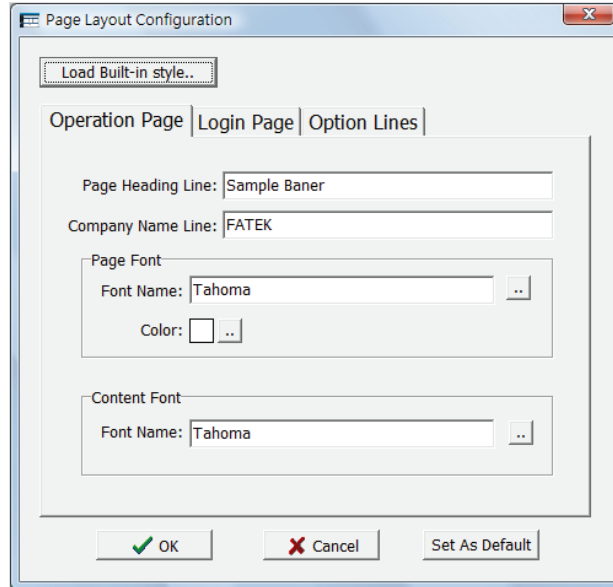 Page Layout Configuration
Load Built-in style..
Operation Page Login Page Option Lines
Page Heading Line: Sample Baner
Company Name Line: FATEK
Page Font
Font Name: Tahoma ..
Color: ..
Content Font
Font Name: Tahoma ..
OK Cancel Set As Default